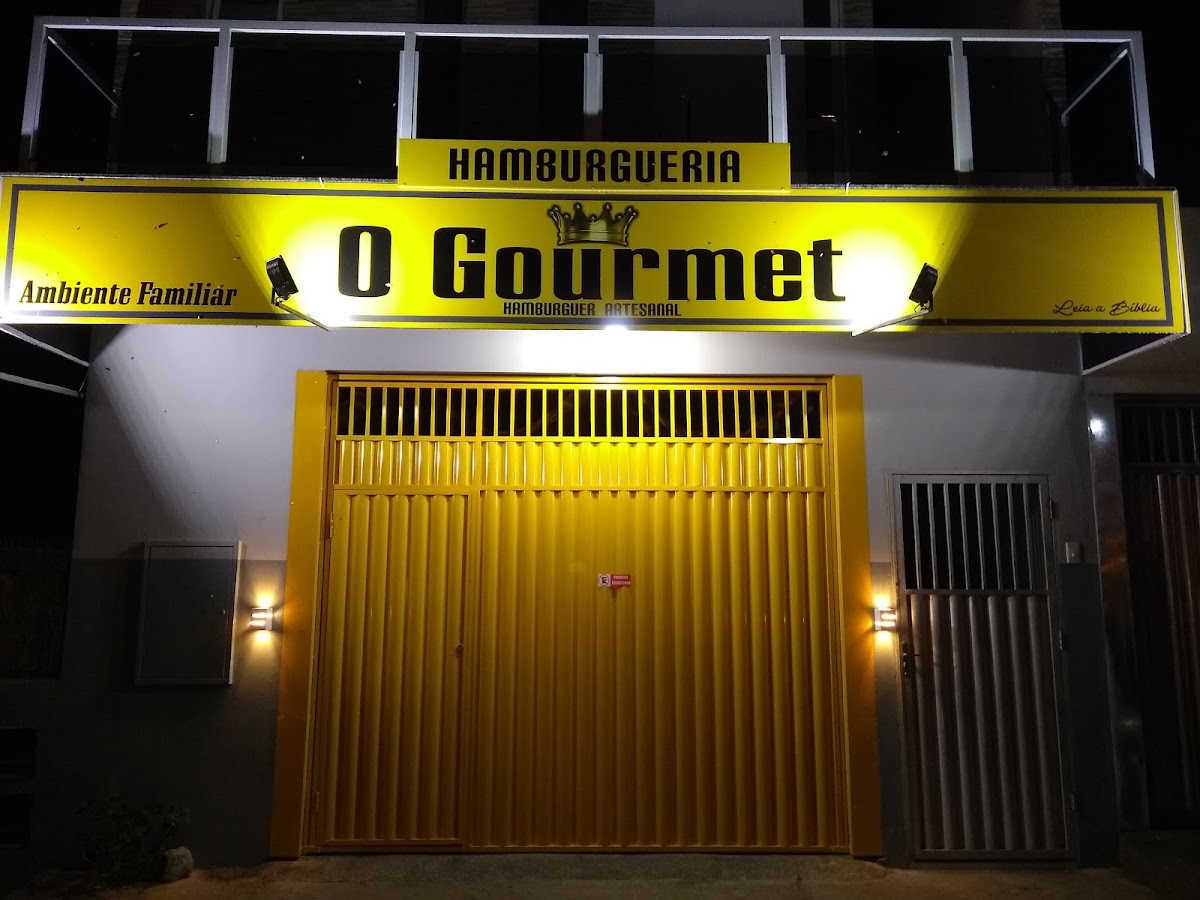 HAMBURGUERIA
O Gourmet
HAMBURGUER ARTESANAL
Ambiente Familiar
Leia a Bíblia